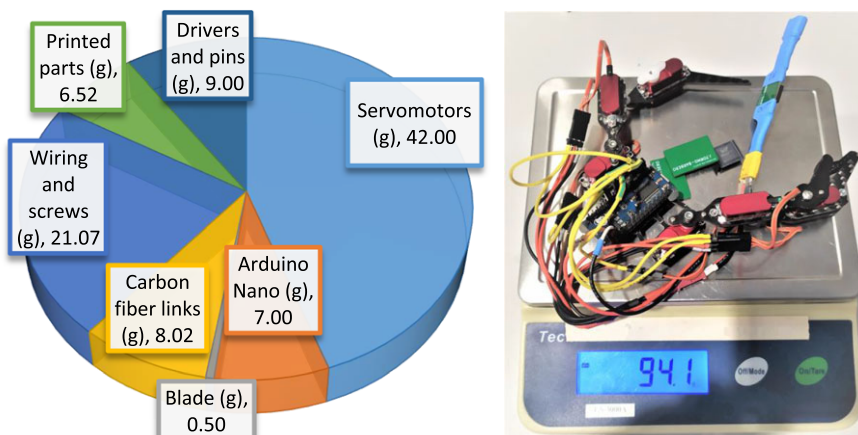 Printed
parts (g),
6.52
Drivers
and pins
(g), 9.00
Servomotors
(g), 42.00
Wiring
and
screws
(g), 21.07
Carbon
fiber links
(g), 8.02
Arduino
Nano (g),
7.00
Blade (g),
0.50
Tec
94.1
Off/Mode
On/Tare